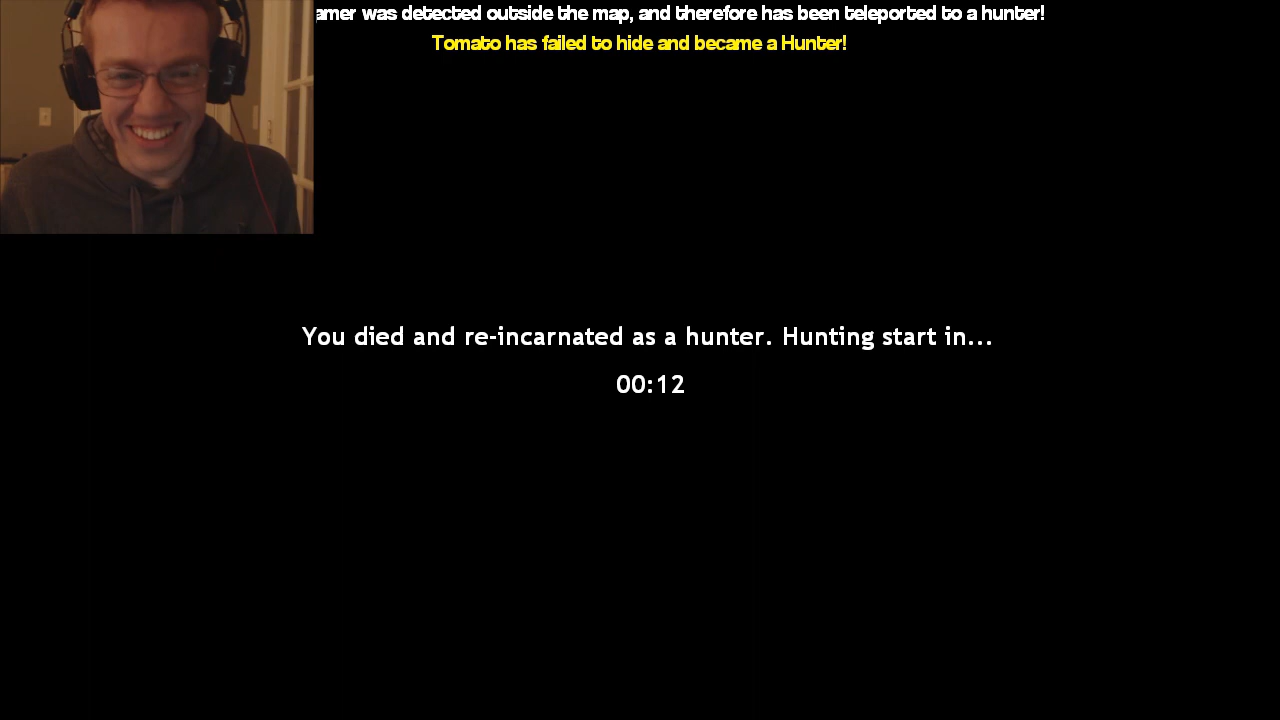 was detected outside the map, and therefore has been teleported to a hunter!
Tomato has failed to hide and became a Hunter!
You died and re-incarnated as a hunter. Hunting start in...
00:12